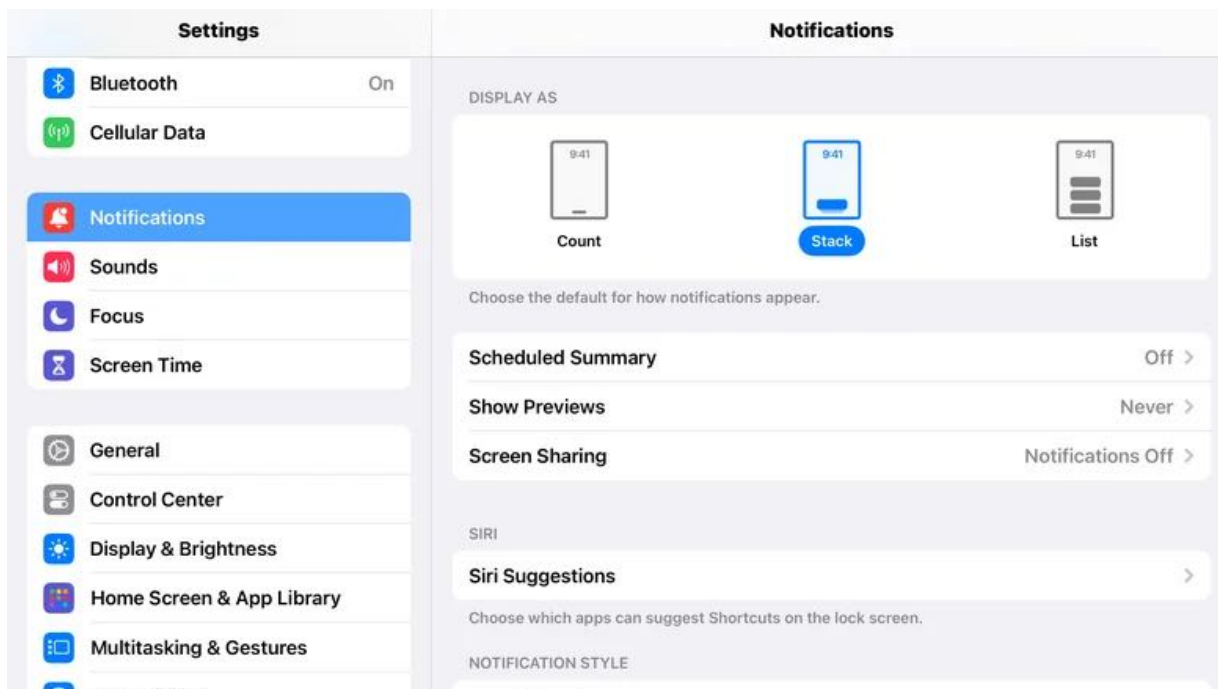 Settings
Bluetooth On
Cellular Data
Notifications
Sounds
Focus
Screen Time
General
Control Center
Display & Brightness
Home Screen & App Library
Multitasking & Gestures
Notifications
DISPLAY AS
9:41 9:41 9:41
Count Stack List
Choose the default for how notifications appear.
Scheduled Summary Off
Show Previews Never
Screen Sharing Notifications Off
SIRI
Siri Suggestions
Choose which apps can suggest Shortcuts on the lock screen.
NOTIFICATION STYLE